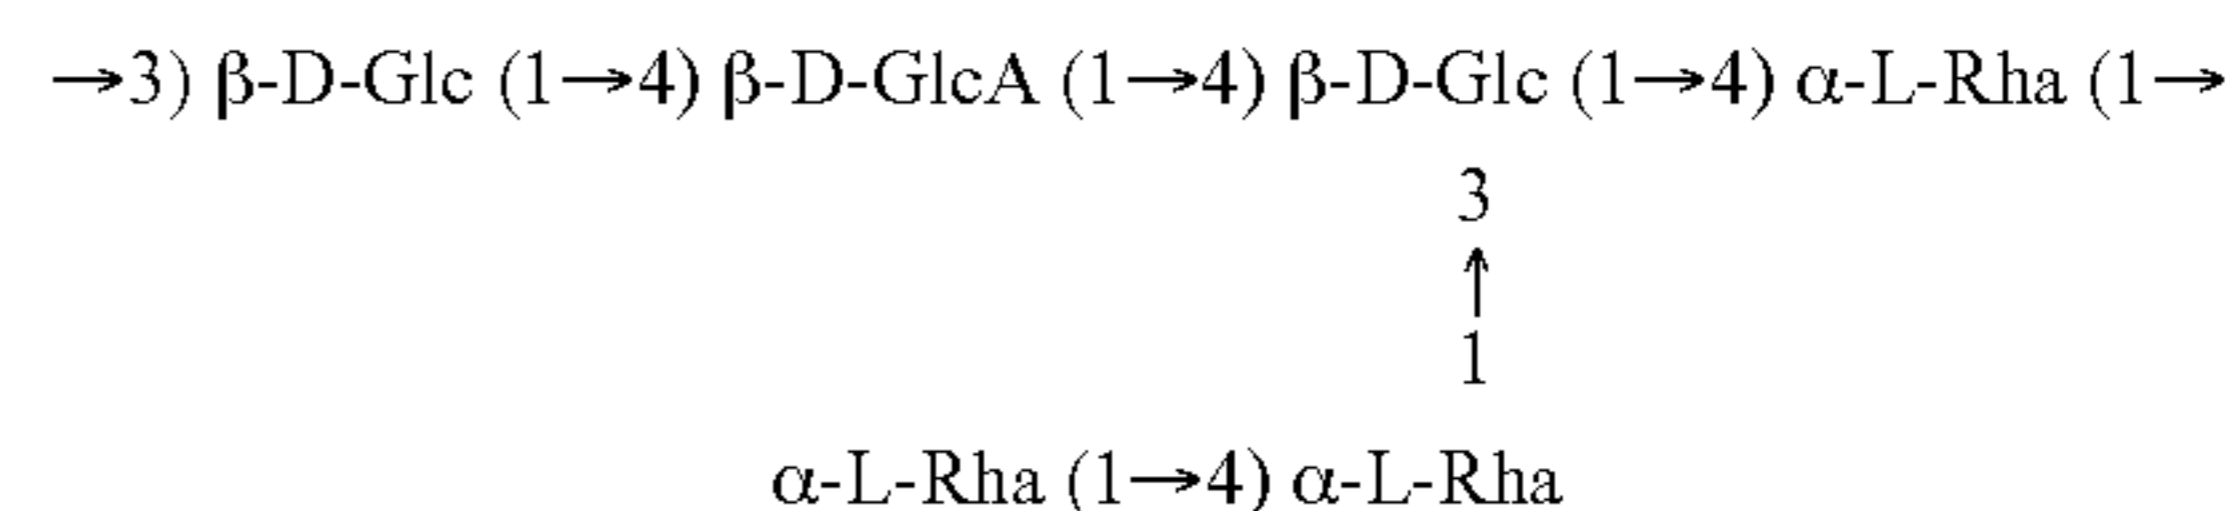 →3) β-D-Glc (1→4) β-D-GlcA (1→4) β-D-Glc (1→4) α-L-Rha (1→
3
↑
1
α-L-Rha (1→4) α-L-Rha